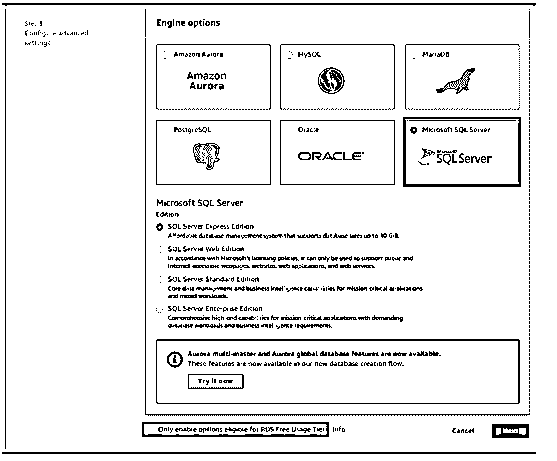 Step 3
Configure advanced
settings
Engine options
Amazon Aurora
MySQL
MariaDB
Amazon
Aurora
PostgreSQL
Oracle
Microsoft SQL Server
ORACLE
Microsoft
SQL Server
Microsoft SQL Server
Edition
SQL Server Express Edition
Affordable database management system that supports database sizes up to 10 GiB.
SQL Server Web Edition
In accordance with Microsoft's licensing policies, it can only be used to support public and
Internet-accessible webpages, websites, web applications, and web services.
SQL Server Standard Edition
Core data management and business intelligence capabilities for mission-critical applications
and mixed workloads.
SQL Server Enterprise Edition
Comprehensive high-end capabilities for mission-critical applications with demanding
database workloads and business intelligence requirements.
Aurora multi-master and Aurora global database features are now available.
These features are now available in our new database creation flow.
Try it now
Only enable options eligible for RDS Free Usage Tier Info
Cancel
Next